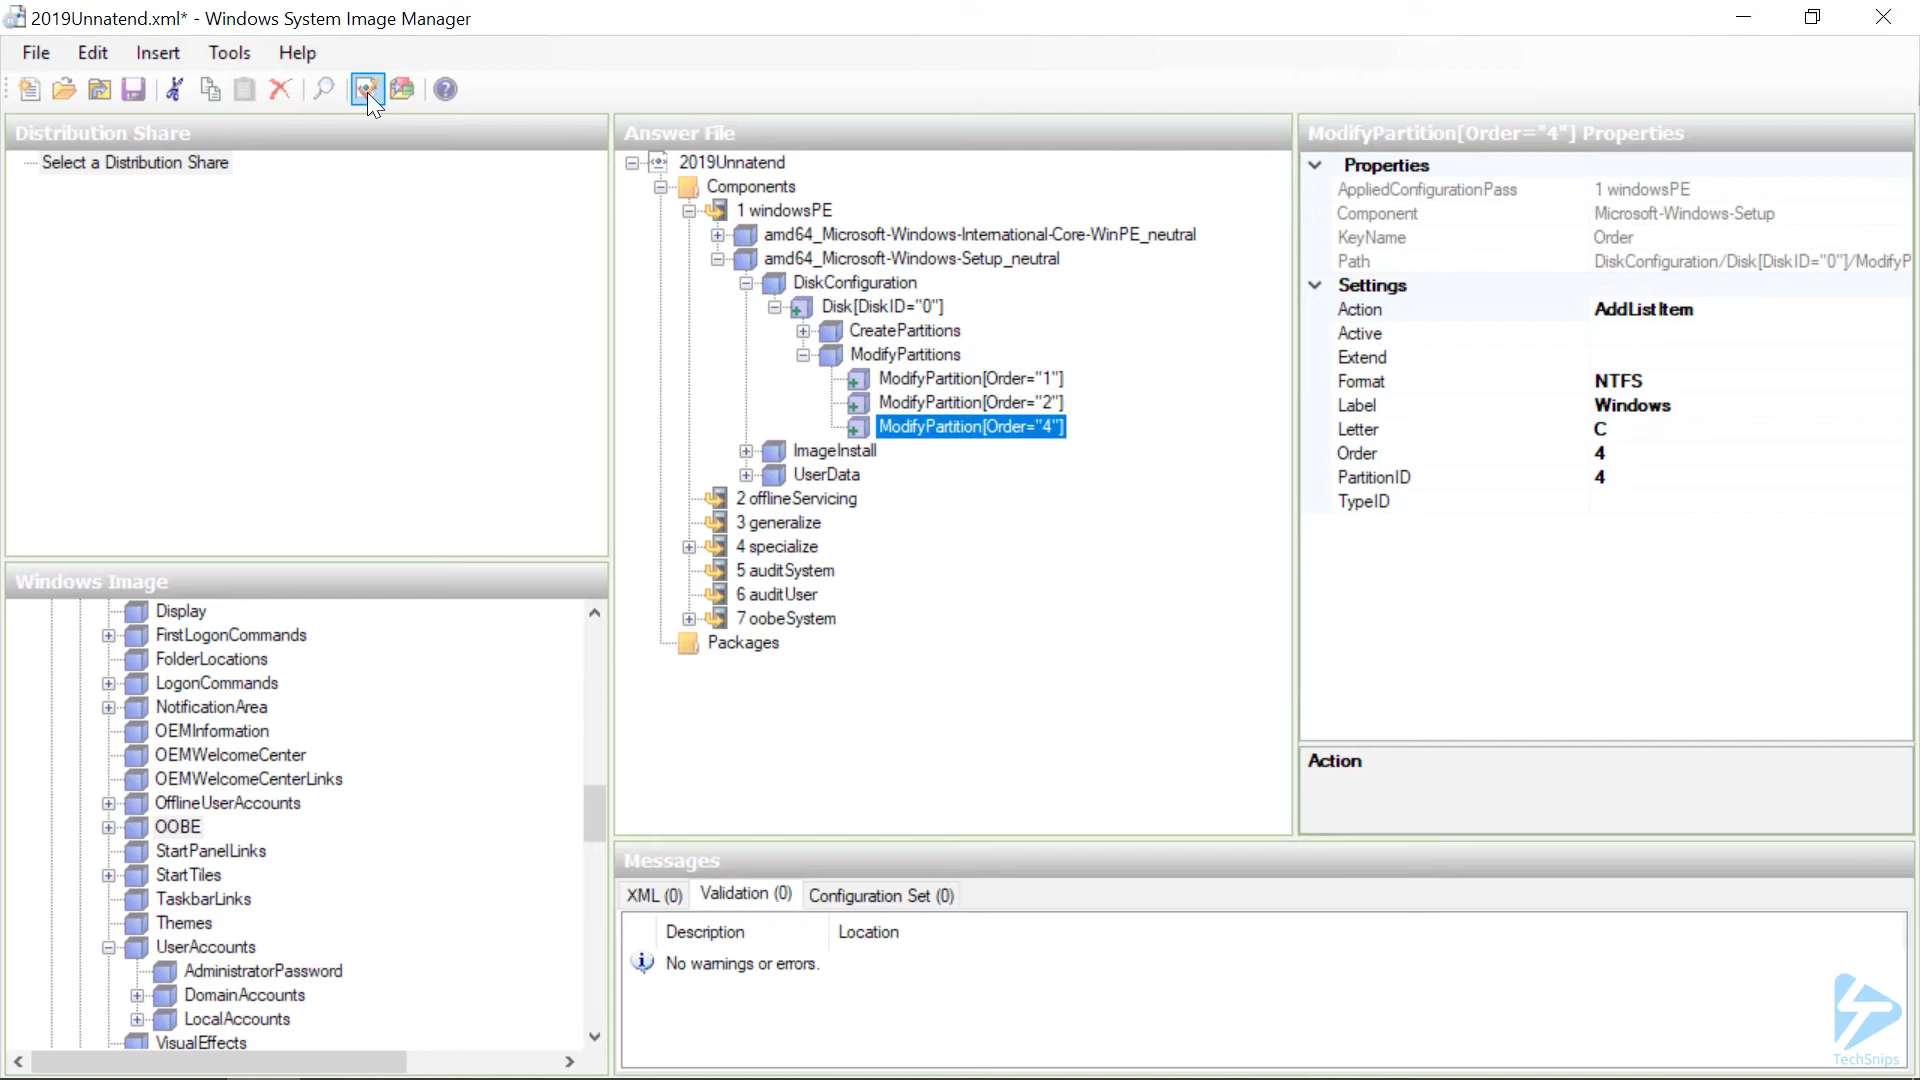 2019Unnatend.xml* - Windows System Image Manager
File Edit Insert Tools Help
Distribution Share
Select a Distribution Share
Windows Image
Display
FirstLogonCommands
FolderLocations
LogonCommands
NotificationArea
OEMInformation
OEMWelcomeCenter
OEMWelcomeCenterLinks
OfflineUserAccounts
OOBE
StartPanelLinks
StartTiles
TaskbarLinks
Themes
UserAccounts
AdministratorPassword
DomainAccounts
LocalAccounts
VisualEffects
Answer File
2019Unnatend
Components
1 windowsPE
amd64_Microsoft-Windows-International-Core-WinPE_neutral
amd64_Microsoft-Windows-Setup_neutral
DiskConfiguration
Disk[DiskID="0"]
CreatePartitions
ModifyPartitions
ModifyPartition[Order="1"]
ModifyPartition[Order="2"]
ModifyPartition[Order="4"]
ImageInstall
UserData
2 offlineServicing
3 generalize
4 specialize
5 auditSystem
6 auditUser
7 oobeSystem
Packages
ModifyPartition[Order="4"] Properties
Properties
AppliedConfigurationPass 1 windowsPE
Component Microsoft-Windows-Setup
KeyName Order
Path DiskConfiguration/Disk[DiskID="0"]/ModifyP
Settings
Action AddListItem
Active
Extend
Format NTFS
Label Windows
Letter C
Order 4
PartitionID 4
TypeID
Action
Messages
XML (0) Validation (0) Configuration Set (0)
Description Location
No warnings or errors.
TechSnips